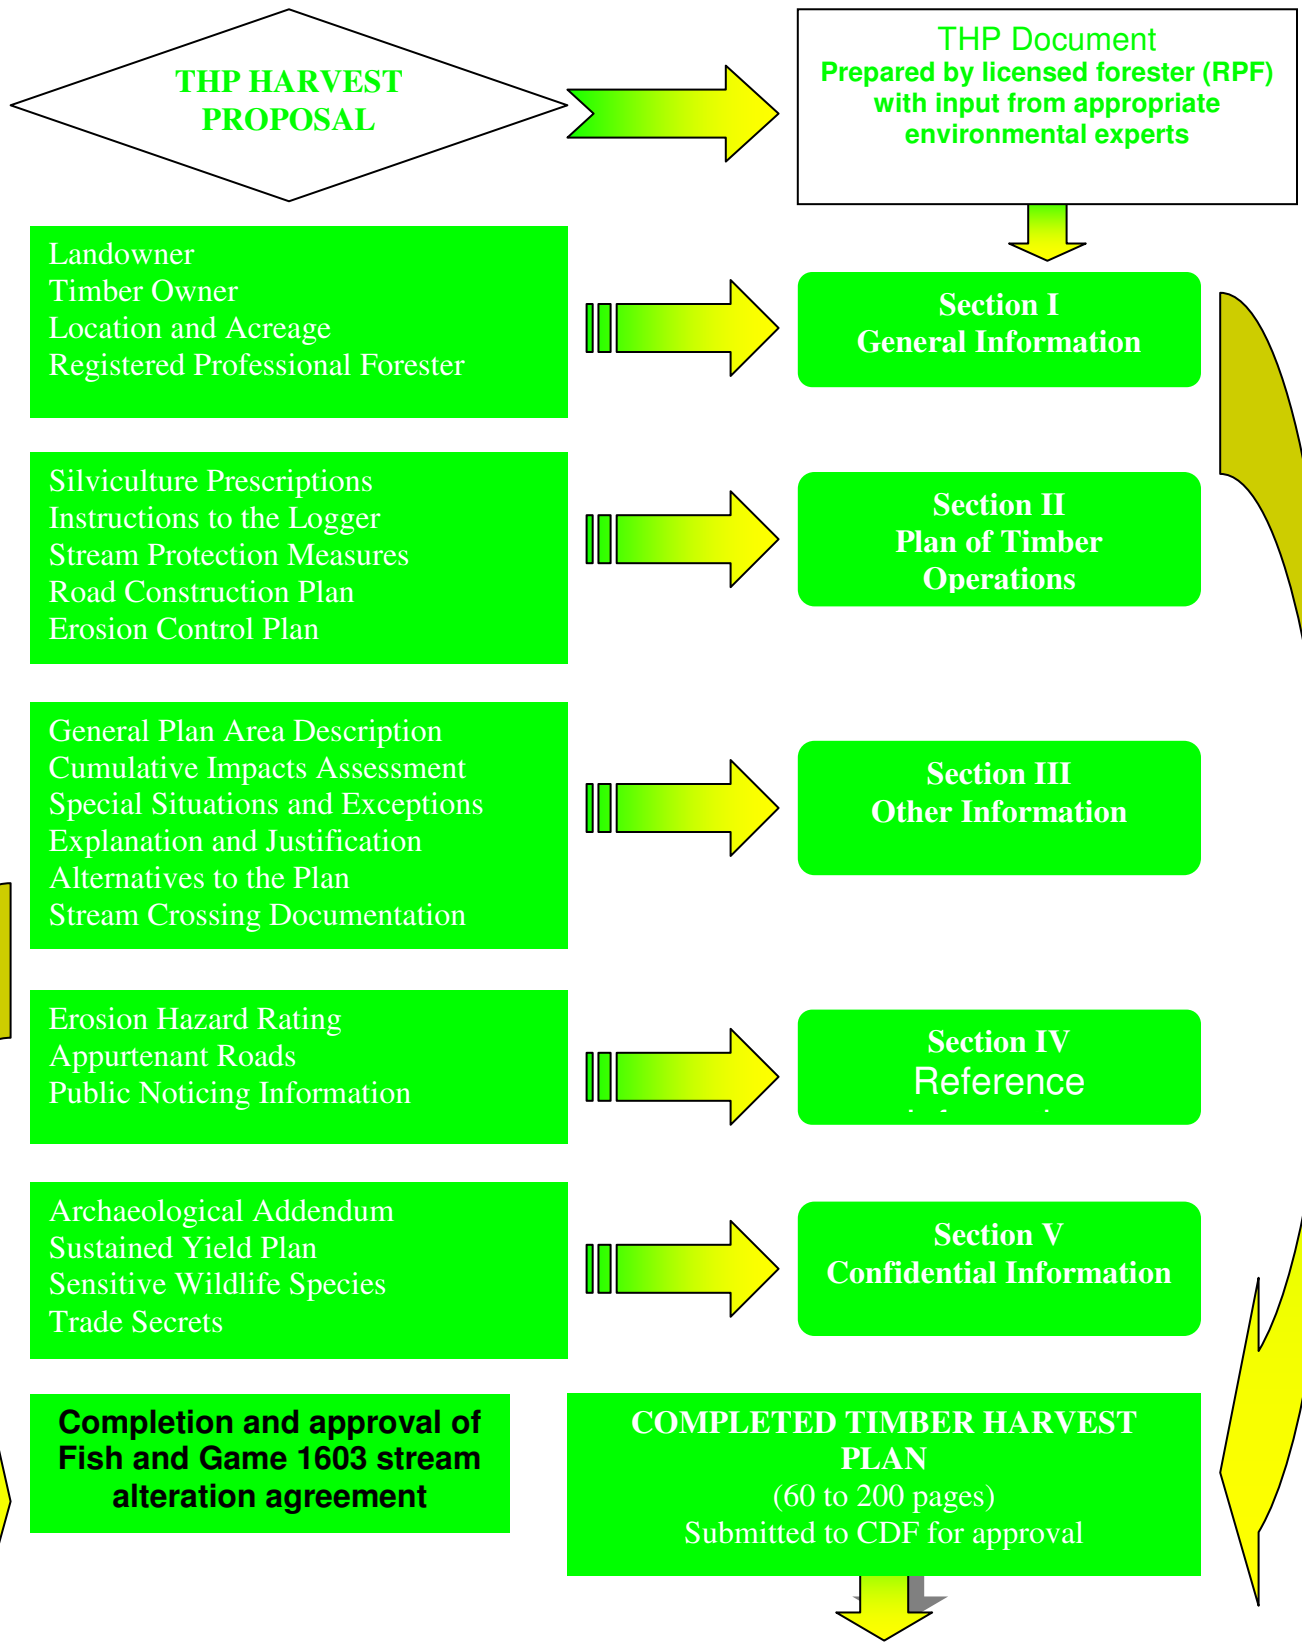 THP HARVEST
PROPOSAL
THP Document
Prepared by licensed forester (RPF)
with input from appropriate
environmental experts
Landowner
Timber Owner
Location and Acreage
Registered Professional Forester
Section I
General Information
Silviculture Prescriptions
Instructions to the Logger
Stream Protection Measures
Road Construction Plan
Erosion Control Plan
Section II
Plan of Timber
Operations
General Plan Area Description
Cumulative Impacts Assessment
Special Situations and Exceptions
Explanation and Justification
Alternatives to the Plan
Stream Crossing Documentation
Section III
Other Information
Erosion Hazard Rating
Appurtenant Roads
Public Noticing Information
Section IV
Reference
Archaeological Addendum
Sustained Yield Plan
Sensitive Wildlife Species
Trade Secrets
Section V
Confidential Information
Completion and approval of
Fish and Game 1603 stream
alteration agreement
COMPLETED TIMBER HARVEST
PLAN
(60 to 200 pages)
Submitted to CDF for approval